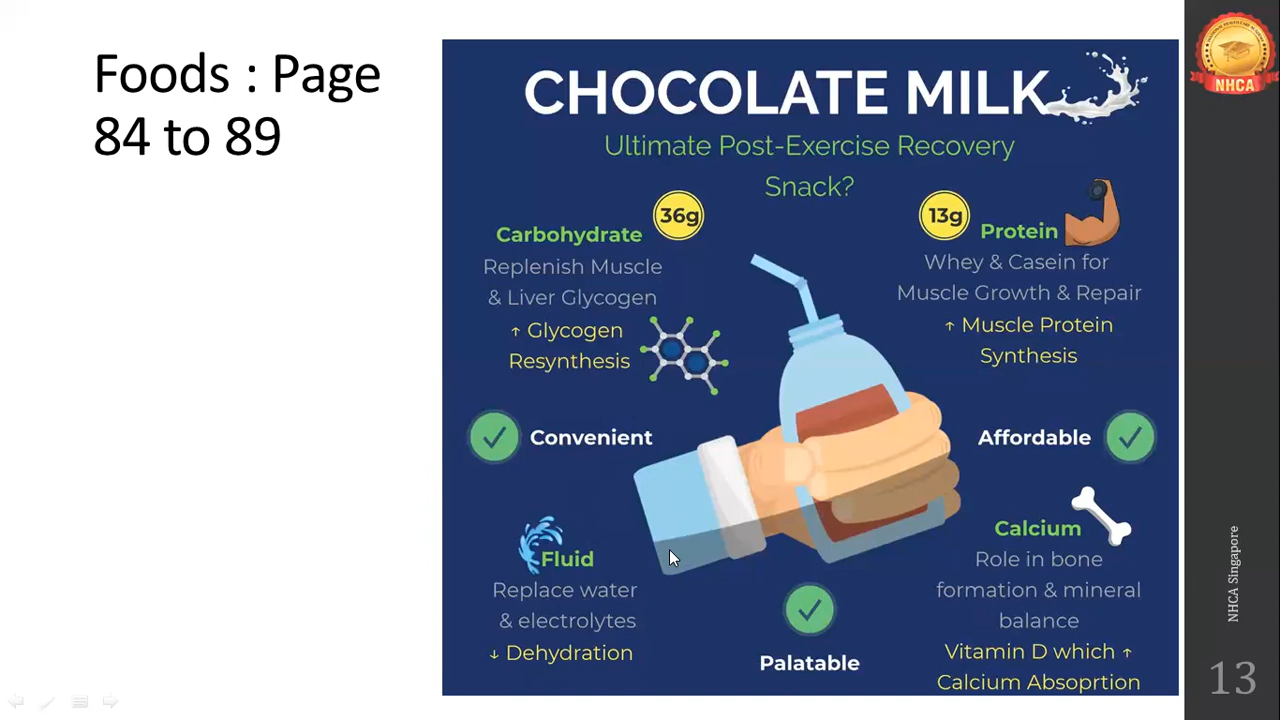 Foods : Page
84 to 89
CHOCOLATE MILK
Ultimate Post-Exercise Recovery
Snack?
36g
Carbohydrate
Replenish Muscle
& Liver Glycogen
↑ Glycogen
Resynthesis
13g
Protein
Whey & Casein for
Muscle Growth & Repair
↑ Muscle Protein
Synthesis
Convenient
Affordable
Fluid
Replace water
& electrolytes
↓ Dehydration
Palatable
Calcium
Role in bone
formation & mineral
balance
Vitamin D which ↑
Calcium Absoprtion
NHCA
NHCA Singapore
13